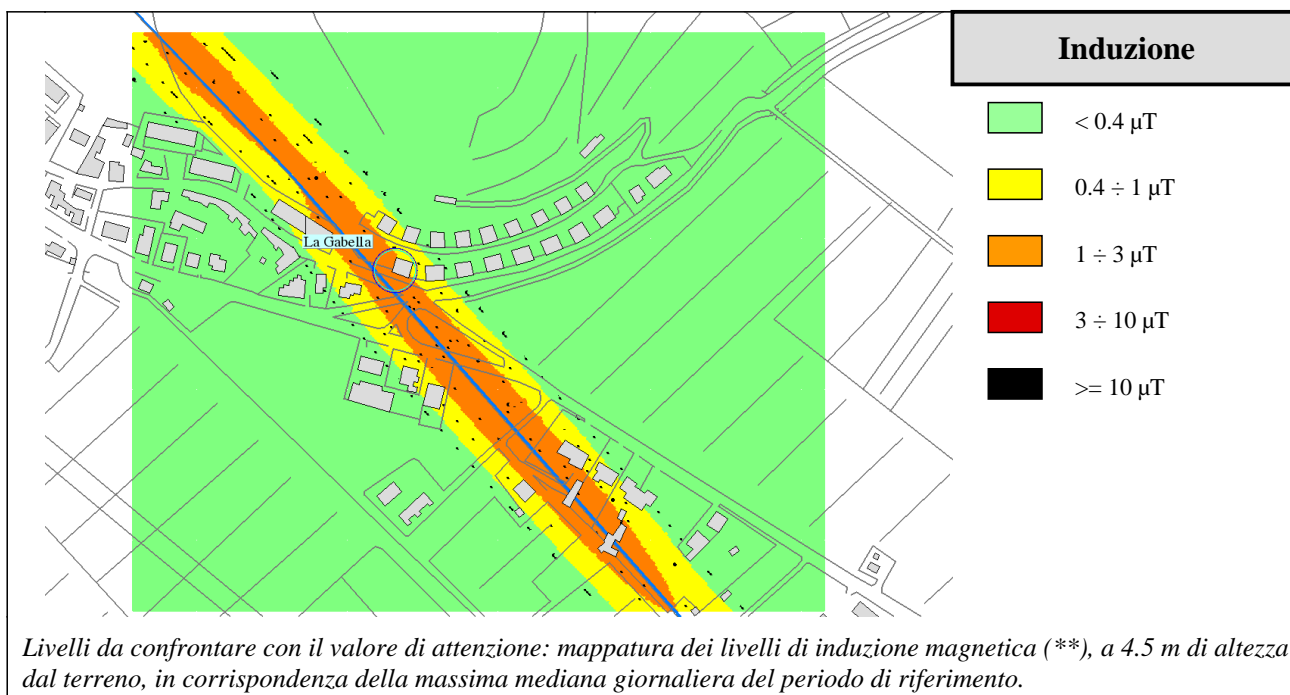 Induzione
< 0.4 µT
0.4 ÷ 1 µT
1 ÷ 3 µT
3 ÷ 10 µT
>= 10 µT
La Gabella
Livelli da confrontare con il valore di attenzione: mappatura dei livelli di induzione magnetica (**), a 4.5 m di altezza
dal terreno, in corrispondenza della massima mediana giornaliera del periodo di riferimento.